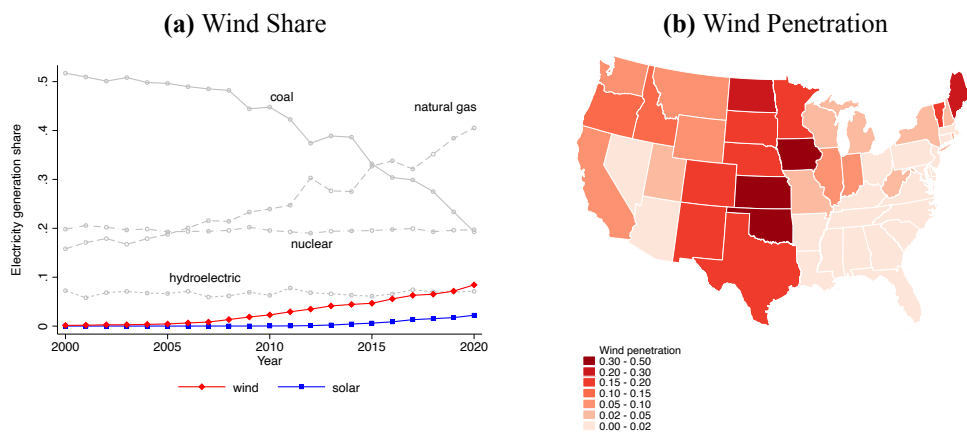 (a) Wind Share
Electricity generation share
.5
.4
.3
.2
.1
0
coal
natural gas
nuclear
hydroelectric
2000 2005 2010 2015 2020
Year
wind solar
(b) Wind Penetration
Wind penetration
0.30 - 0.50
0.20 - 0.30
0.15 - 0.20
0.10 - 0.15
0.05 - 0.10
0.02 - 0.05
0.00 - 0.02